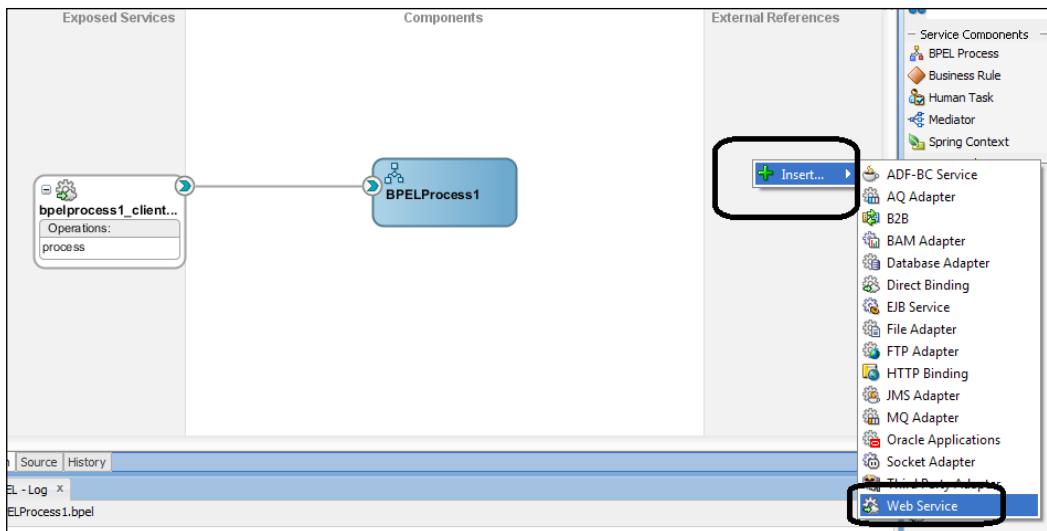 Exposed Services
Components
External References
Service Components
BPEL Process
Business Rule
Human Task
Mediator
Spring Context
bpelprocess1_client...
Operations:
process
BPELProcess1
Insert...
ADF-BC Service
AQ Adapter
B2B
BAM Adapter
Database Adapter
Direct Binding
EJB Service
File Adapter
FTP Adapter
HTTP Binding
JMS Adapter
MQ Adapter
Oracle Applications
Socket Adapter
Third Party Adapter
Web Service
Source History
EL - Log x
ELProcess1.bpel